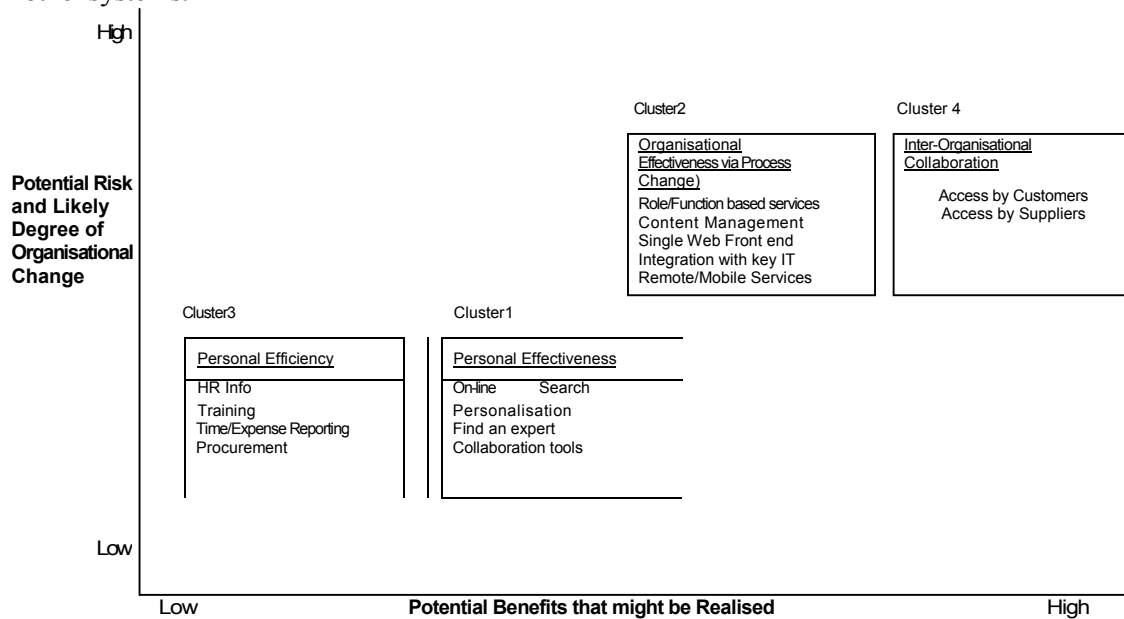 High
Cluster2
Cluster 4
Organisational
Effectiveness via Process
Change)
Role/Function based services
Content Management
Single Web Front end
Integration with key IT
Remote/Mobile Services
Inter-Organisational
Collaboration
Access by Customers
Access by Suppliers
Potential Risk
and Likely
Degree of
Organisational
Change
Cluster3
Cluster1
Personal Efficiency
HR Info
Training
Time/Expense Reporting
Procurement
Personal Effectiveness
On-line Search
Personalisation
Find an expert
Collaboration tools
Low
Low
Potential Benefits that might be Realised
High